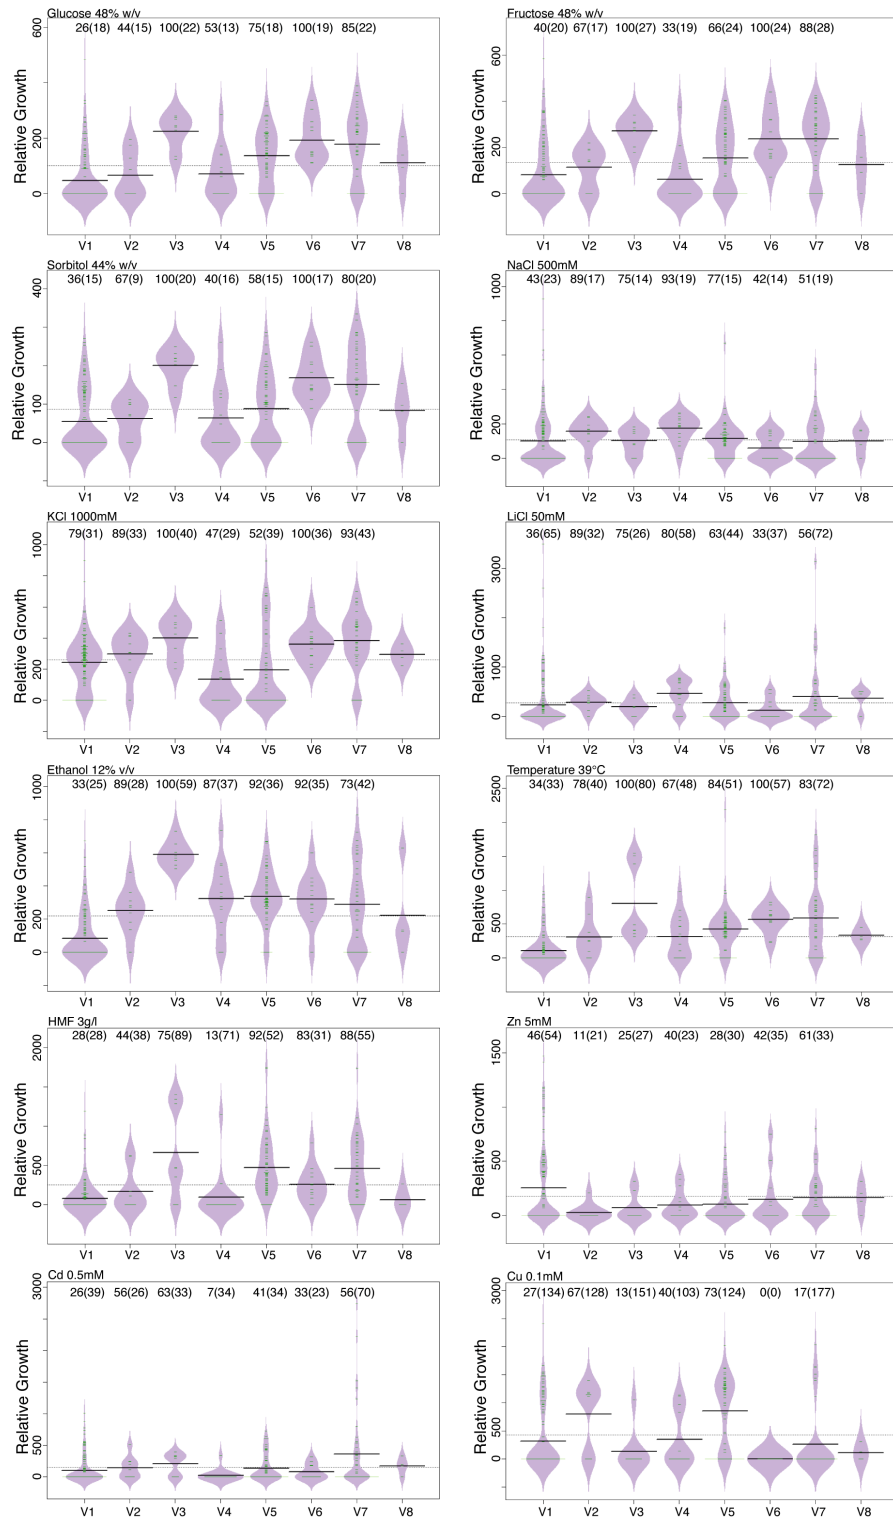 Glucose 48% w/v
26(18) 44(15) 100(22) 53(13) 75(18) 100(19) 85(22)
Relative Growth
600
200
0
V1 V2 V3 V4 V5 V6 V7 V8
Fructose 48% w/v
40(20) 67(17) 100(27) 33(19) 66(24) 100(24) 88(28)
Relative Growth
600
200
0
V1 V2 V3 V4 V5 V6 V7 V8
Sorbitol 44% w/v
36(15) 67(9) 100(20) 40(16) 58(15) 100(17) 80(20)
Relative Growth
400
100
0
V1 V2 V3 V4 V5 V6 V7 V8
NaCl 500mM
43(23) 89(17) 75(14) 93(19) 77(15) 42(14) 51(19)
Relative Growth
1000
200
0
V1 V2 V3 V4 V5 V6 V7 V8
KCl 1000mM
79(31) 89(33) 100(40) 47(29) 52(39) 100(36) 93(43)
Relative Growth
1000
200
0
V1 V2 V3 V4 V5 V6 V7 V8
LiCl 50mM
36(65) 89(32) 75(26) 80(58) 63(44) 33(37) 56(72)
Relative Growth
3000
1000
0
V1 V2 V3 V4 V5 V6 V7 V8
Ethanol 12% v/v
33(25) 89(28) 100(59) 87(37) 92(36) 92(35) 73(42)
Relative Growth
1000
200
0
V1 V2 V3 V4 V5 V6 V7 V8
Temperature 39°C
34(33) 78(40) 100(80) 67(48) 84(51) 100(57) 83(72)
Relative Growth
2500
500
0
V1 V2 V3 V4 V5 V6 V7 V8
HMF 3g/l
28(28) 44(38) 75(89) 13(71) 92(52) 83(31) 88(55)
Relative Growth
2000
500
0
V1 V2 V3 V4 V5 V6 V7 V8
Zn 5mM
46(54) 11(21) 25(27) 40(23) 28(30) 42(35) 61(33)
Relative Growth
1500
500
0
V1 V2 V3 V4 V5 V6 V7 V8
Cd 0.5mM
26(39) 56(26) 63(33) 7(34) 41(34) 33(23) 56(70)
Relative Growth
3000
500
0
V1 V2 V3 V4 V5 V6 V7 V8
Cu 0.1mM
27(134) 67(128) 13(151) 40(103) 73(124) 0(0) 17(177)
Relative Growth
3000
500
0
V1 V2 V3 V4 V5 V6 V7 V8